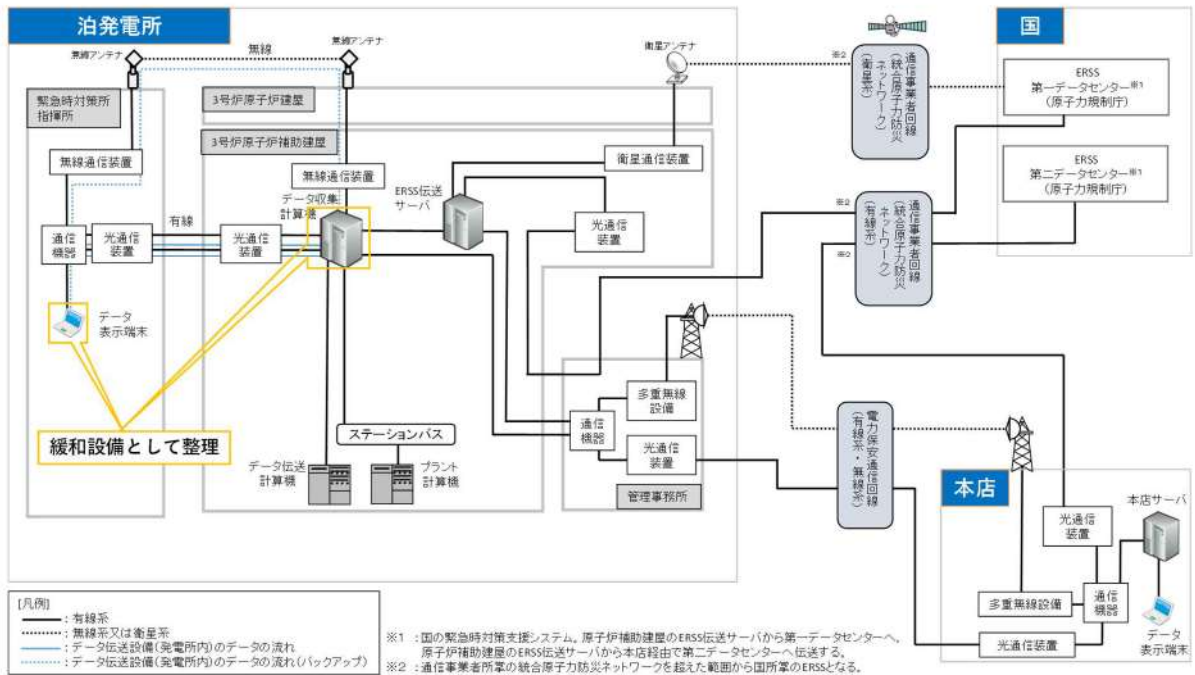 泊発電所
無線アンテナ
無線
無線アンテナ
衛星アンテナ
緊急時対策所
指揮所
3号炉原子炉建屋
3号炉原子炉補助建屋
無線通信装置
無線通信装置
データ収集
計算機
ERSS伝送
サーバ
衛星通信装置
光通信
装置
有線
通信
機器
光通信
装置
光通信
装置
データ
表示端末
緩和設備として整理
ステーションバス
データ伝送
計算機
プラント
計算機
多重無線
設備
通信
機器
光通信
装置
管理事務所
※2
通信事業者回線
(統合原子力防災
ネットワーク)
(衛星系)
※2
※2
通信事業者回線
(統合原子力防災
ネットワーク)
(有線系)
電力保安通信回線
(有線系・無線系)
国
ERSS
第一データセンター※1
(原子力規制庁)
ERSS
第二データセンター※1
(原子力規制庁)
本店
本店サーバ
光通信
装置
多重無線設備
通信
機器
光通信装置
データ
表示端末
[凡例]
:有線系
:無線系又は衛星系
:データ伝送設備(発電所内)のデータの流れ
:データ伝送設備(発電所内)のデータの流れ(バックアップ)
※1 :国の緊急時対策支援システム。原子炉補助建屋のERSS伝送サーバから第一データセンターへ、
原子炉補助建屋のERSS伝送サーバから本店経由で第二データセンターへ伝送する。
※2 :通信事業者所掌の統合原子力防災ネットワークを超えた範囲から国所掌のERSSとなる。